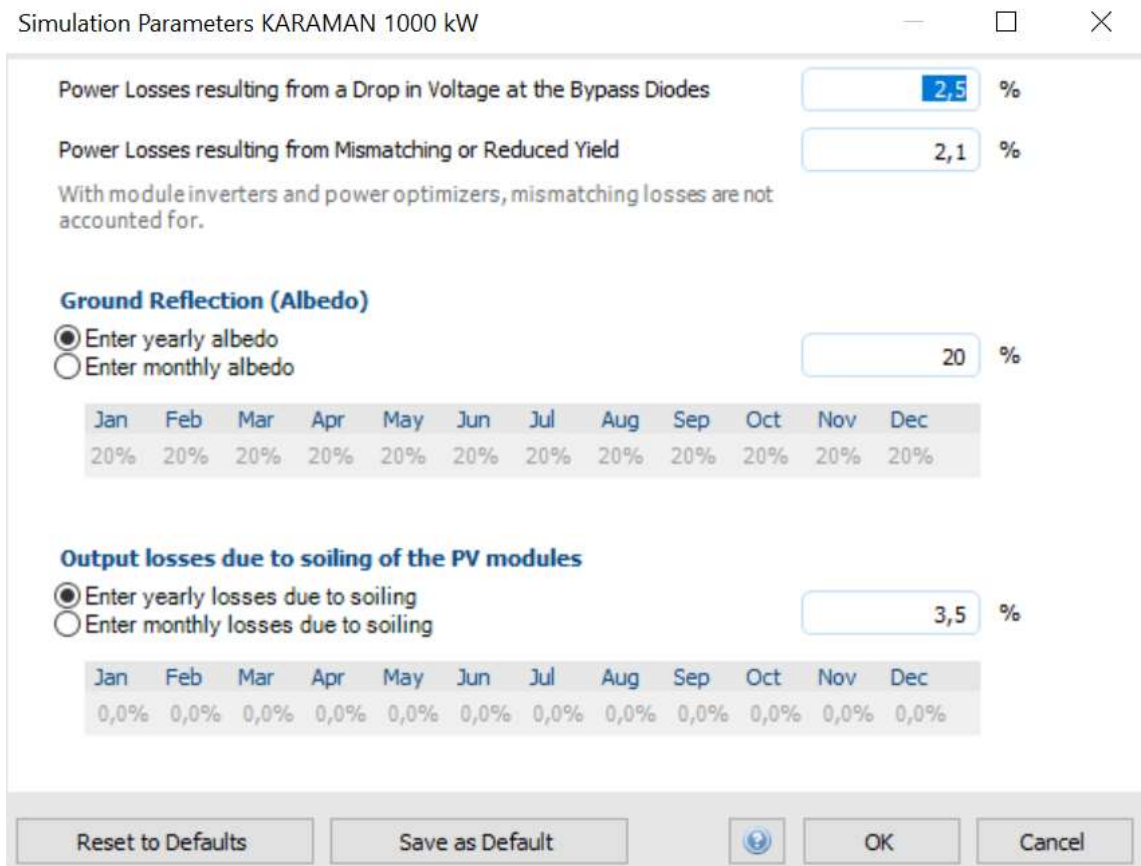 Simulation Parameters KARAMAN 1000 kW
Power Losses resulting from a Drop in Voltage at the Bypass Diodes 2,5 %
Power Losses resulting from Mismatching or Reduced Yield 2,1 %
With module inverters and power optimizers, mismatching losses are not
accounted for.
Ground Reflection (Albedo)
Enter yearly albedo 20 %
Enter monthly albedo
Jan Feb Mar Apr May Jun Jul Aug Sep Oct Nov Dec
20% 20% 20% 20% 20% 20% 20% 20% 20% 20% 20% 20%
Output losses due to soiling of the PV modules
Enter yearly losses due to soiling 3,5 %
Enter monthly losses due to soiling
Jan Feb Mar Apr May Jun Jul Aug Sep Oct Nov Dec
0,0% 0,0% 0,0% 0,0% 0,0% 0,0% 0,0% 0,0% 0,0% 0,0% 0,0% 0,0%
Reset to Defaults Save as Default ? OK Cancel